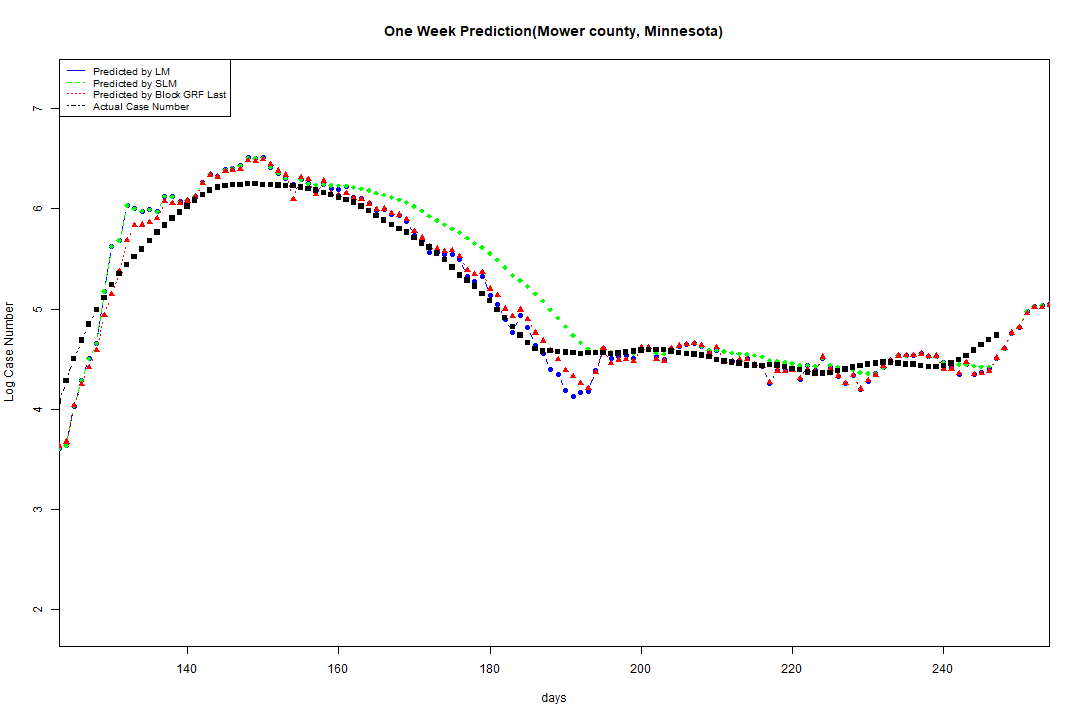 One Week Prediction(Mower county, Minnesota)
Predicted by LM
Predicted by SLM
Predicted by Block GRF Last
Actual Case Number
7
6
5
4
3
2
Log Case Number
140 160 180 200 220 240
days